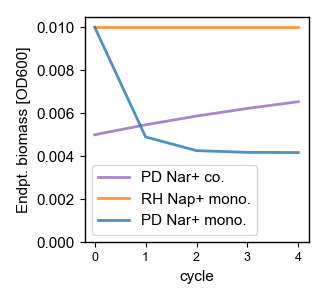 Endpt. biomass [OD600]
0.010
0.008
0.006
0.004
0.002
0.000
PD Nar+ co.
RH Nap+ mono.
PD Nar+ mono.
0 1 2 3 4
cycle